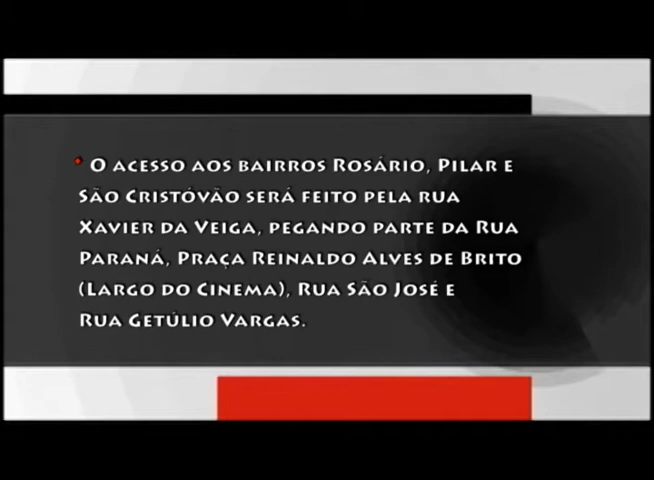 • O ACESSO AOS BAIRROS ROSÁRIO, PILAR E
SÃO CRISTÓVÃO SERÁ FEITO PELA RUA
XAVIER DA VEIGA, PEGANDO PARTE DA RUA
PARANÁ, PRAÇA REINALDO ALVES DE BRITO
(LARGO DO CINEMA), RUA SÃO JOSÉ E
RUA GETÚLIO VARGAS.